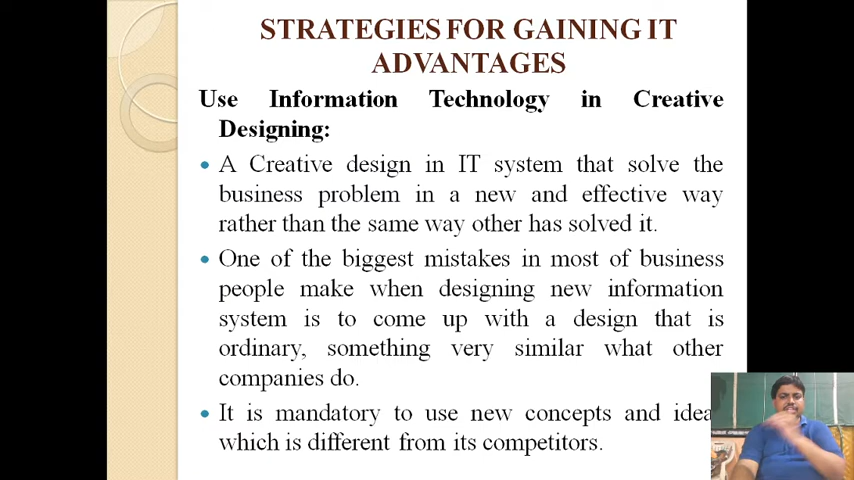 STRATEGIES FOR GAINING IT
ADVANTAGES
Use Information Technology in Creative
Designing:
• A Creative design in IT system that solve the
business problem in a new and effective way
rather than the same way other has solved it.
• One of the biggest mistakes in most of business
people make when designing new information
system is to come up with a design that is
ordinary, something very similar what other
companies do.
• It is mandatory to use new concepts and idea
which is different from its competitors.